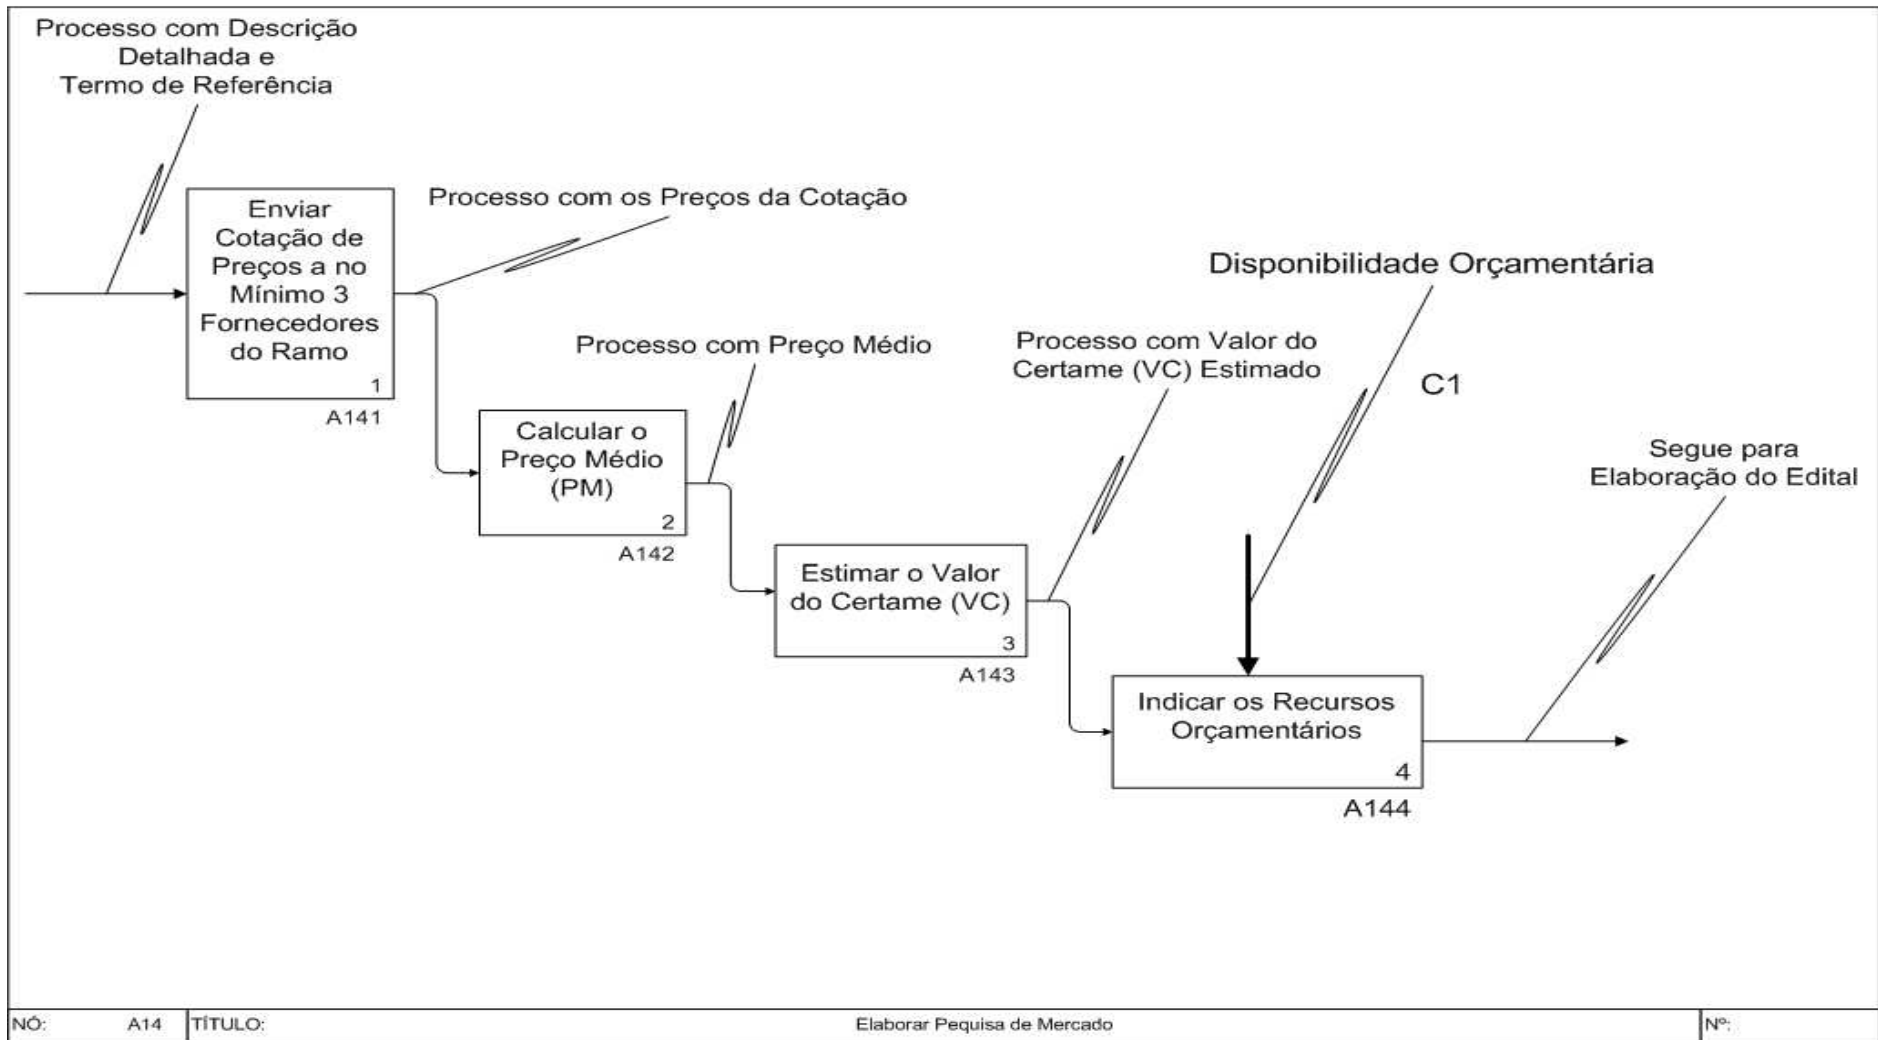 Processo com Descrição
Detalhada e
Termo de Referência
Enviar
Cotação de
Preços a no
Mínimo 3
Fornecedores
do Ramo
1
A141
Processo com os Preços da Cotação
Calcular o
Preço Médio
(PM)
2
A142
Processo com Preço Médio
Estimar o Valor
do Certame (VC)
3
A143
Processo com Valor do
Certame (VC) Estimado
Disponibilidade Orçamentária
C1
Indicar os Recursos
Orçamentários
4
A144
Segue para
Elaboração do Edital
NÓ: A14 TÍTULO: Elaborar Pequisa de Mercado Nº: